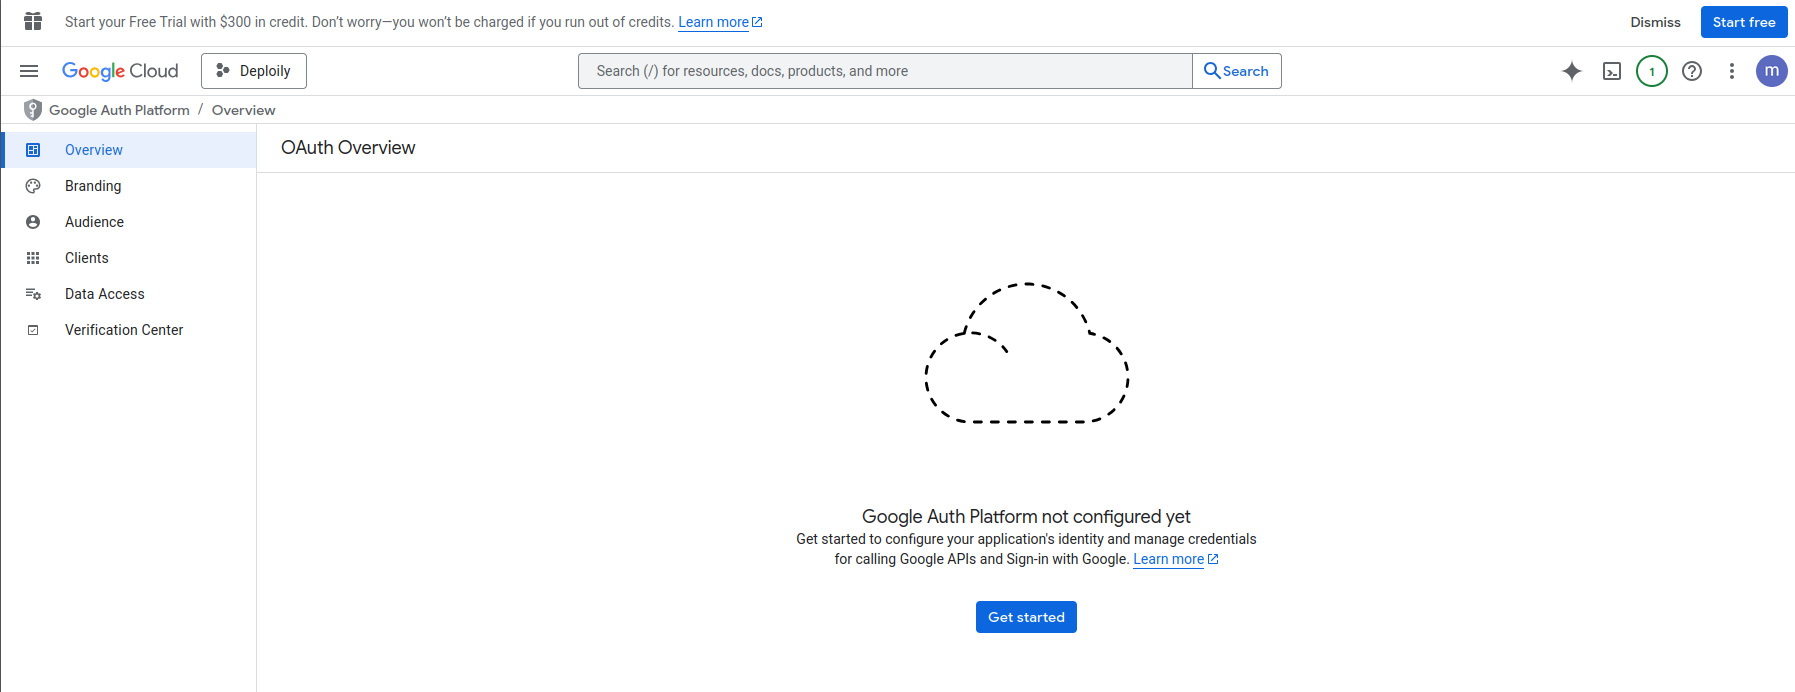 Start your Free Trial with $300 in credit. Don’t worry—you won’t be charged if you run out of credits. Learn more
Dismiss
Start free
Google Cloud
Deploily
Search (/) for resources, docs, products, and more
Search
1
m
Google Auth Platform / Overview
Overview
Branding
Audience
Clients
Data Access
Verification Center
OAuth Overview
Google Auth Platform not configured yet
Get started to configure your application's identity and manage credentials
for calling Google APIs and Sign-in with Google. Learn more
Get started